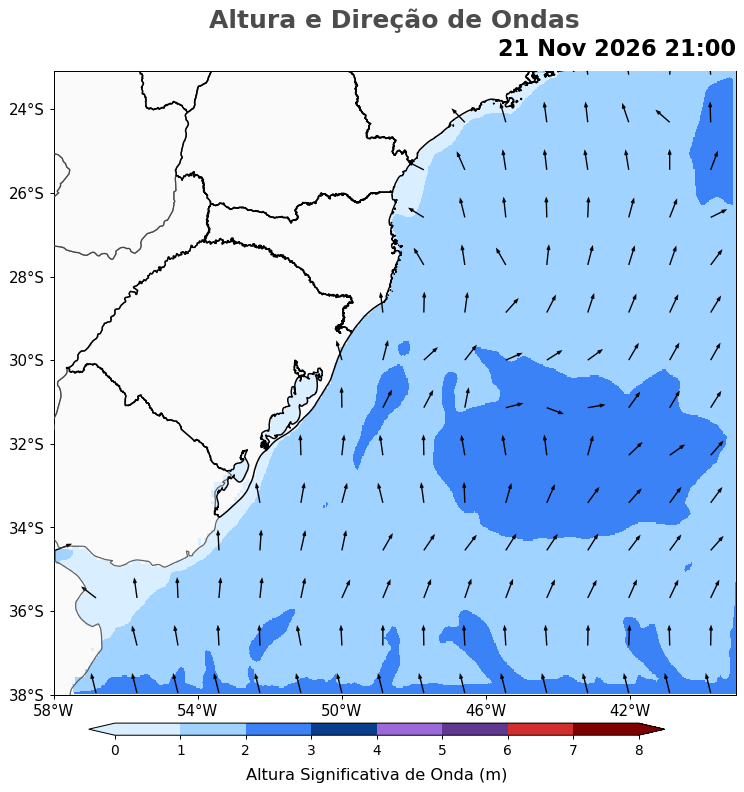 Altura e Direção de Ondas
21 Nov 2026 21:00
24°S
26°S
28°S
30°S
32°S
34°S
36°S
38°S
58°W 54°W 50°W 46°W 42°W
0 1 2 3 4 5 6 7 8
Altura Significativa de Onda (m)